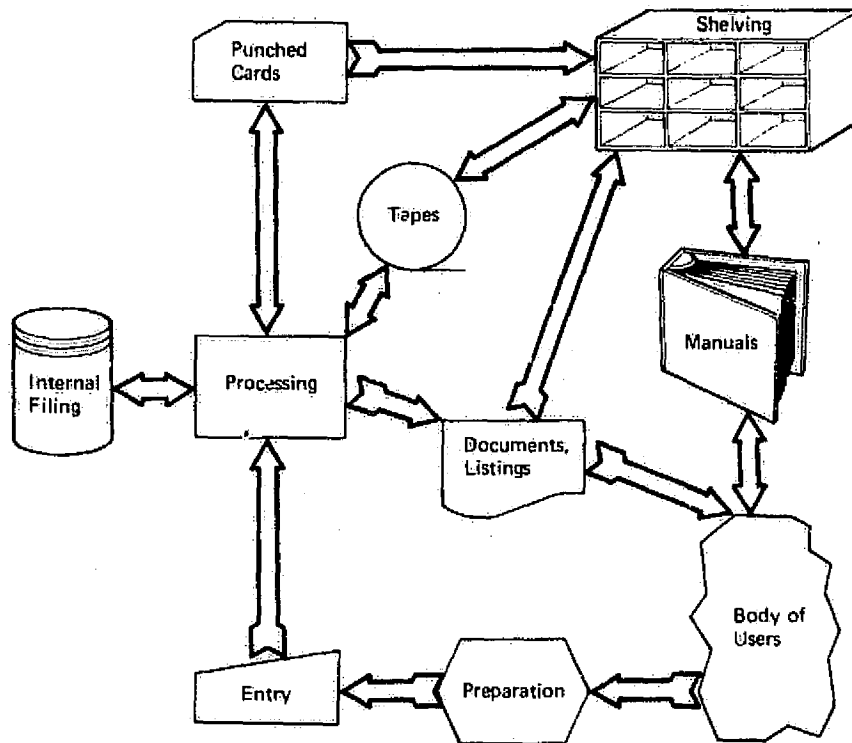 Shelving
Punched
Cards
Tapes
Manuals
Internal
Filing
Processing
Documents,
Listings
Body of
Users
Entry
Preparation